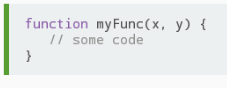 function myFunc(x, y) {
   // some code
}